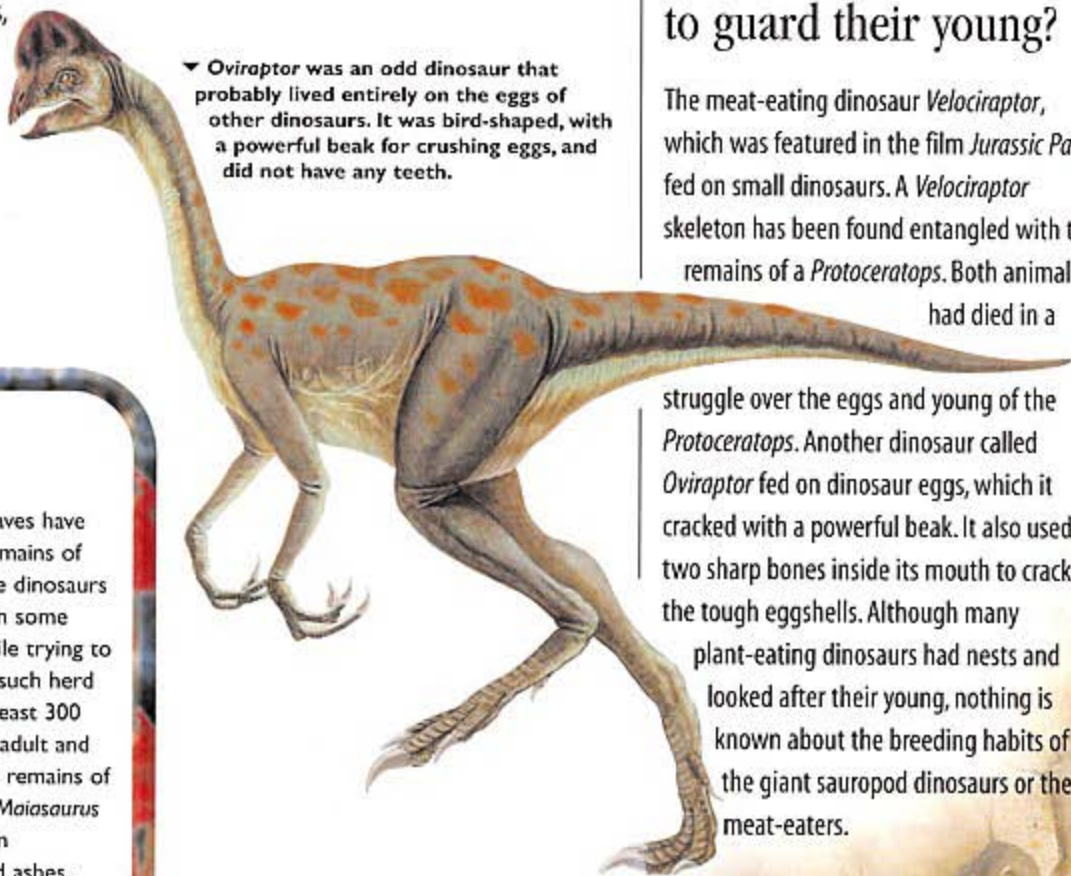 ▼ Oviraptor was an odd dinosaur that
probably lived entirely on the eggs of
other dinosaurs. It was bird-shaped, with
a powerful beak for crushing eggs, and
did not have any teeth.
to guard their young?
The meat-eating dinosaur Velociraptor,
which was featured in the film Jurassic Pa
fed on small dinosaurs. A Velociraptor
skeleton has been found entangled with t
remains of a Protoceratops. Both animal
had died in a
struggle over the eggs and young of the
Protoceratops. Another dinosaur called
Oviraptor fed on dinosaur eggs, which it
cracked with a powerful beak. It also used
two sharp bones inside its mouth to crack
the tough eggshells. Although many
plant-eating dinosaurs had nests and
looked after their young, nothing is
known about the breeding habits of
the giant sauropod dinosaurs or the
meat-eaters.
aves have
mains of
e dinosaurs
some
ile trying to
such herd
east 300
adult and
remains of
Maiasaurus
n
ashes